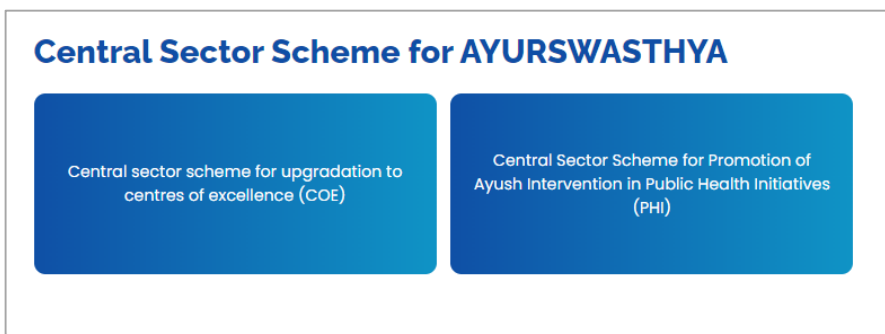 Central Sector Scheme for AYURSWASTHYA
Central sector scheme for upgradation to
centres of excellence (COE)
Central Sector Scheme for Promotion of
Ayush Intervention in Public Health Initiatives
(PHI)